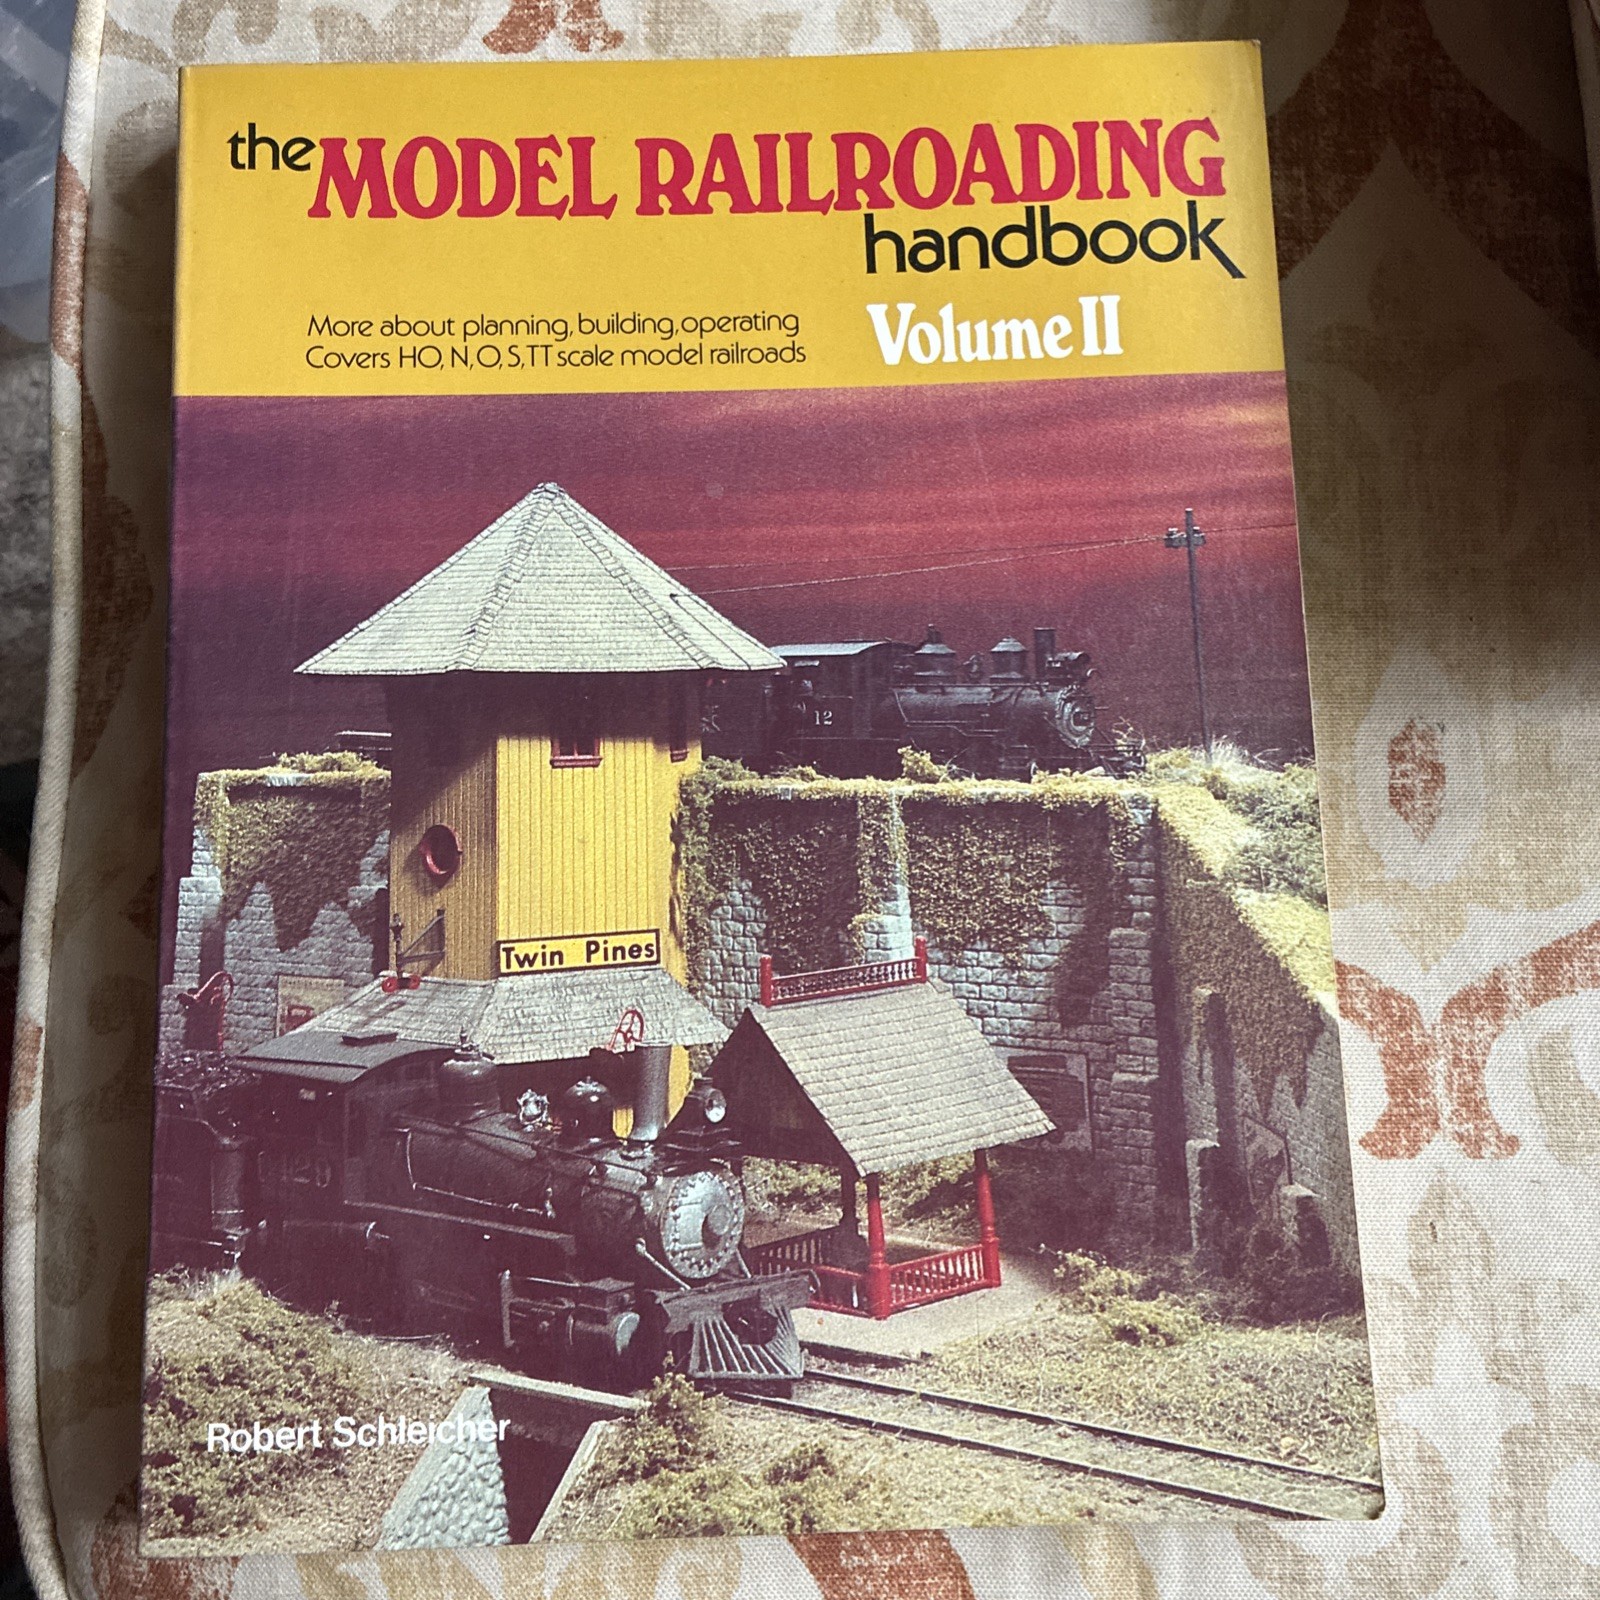 the MODEL RAILROADING
handbook
Volume II
More about planning, building, operating
Covers HO, N, O, S, TT scale model railroads
12
Twin Pines
Robert Schleicher